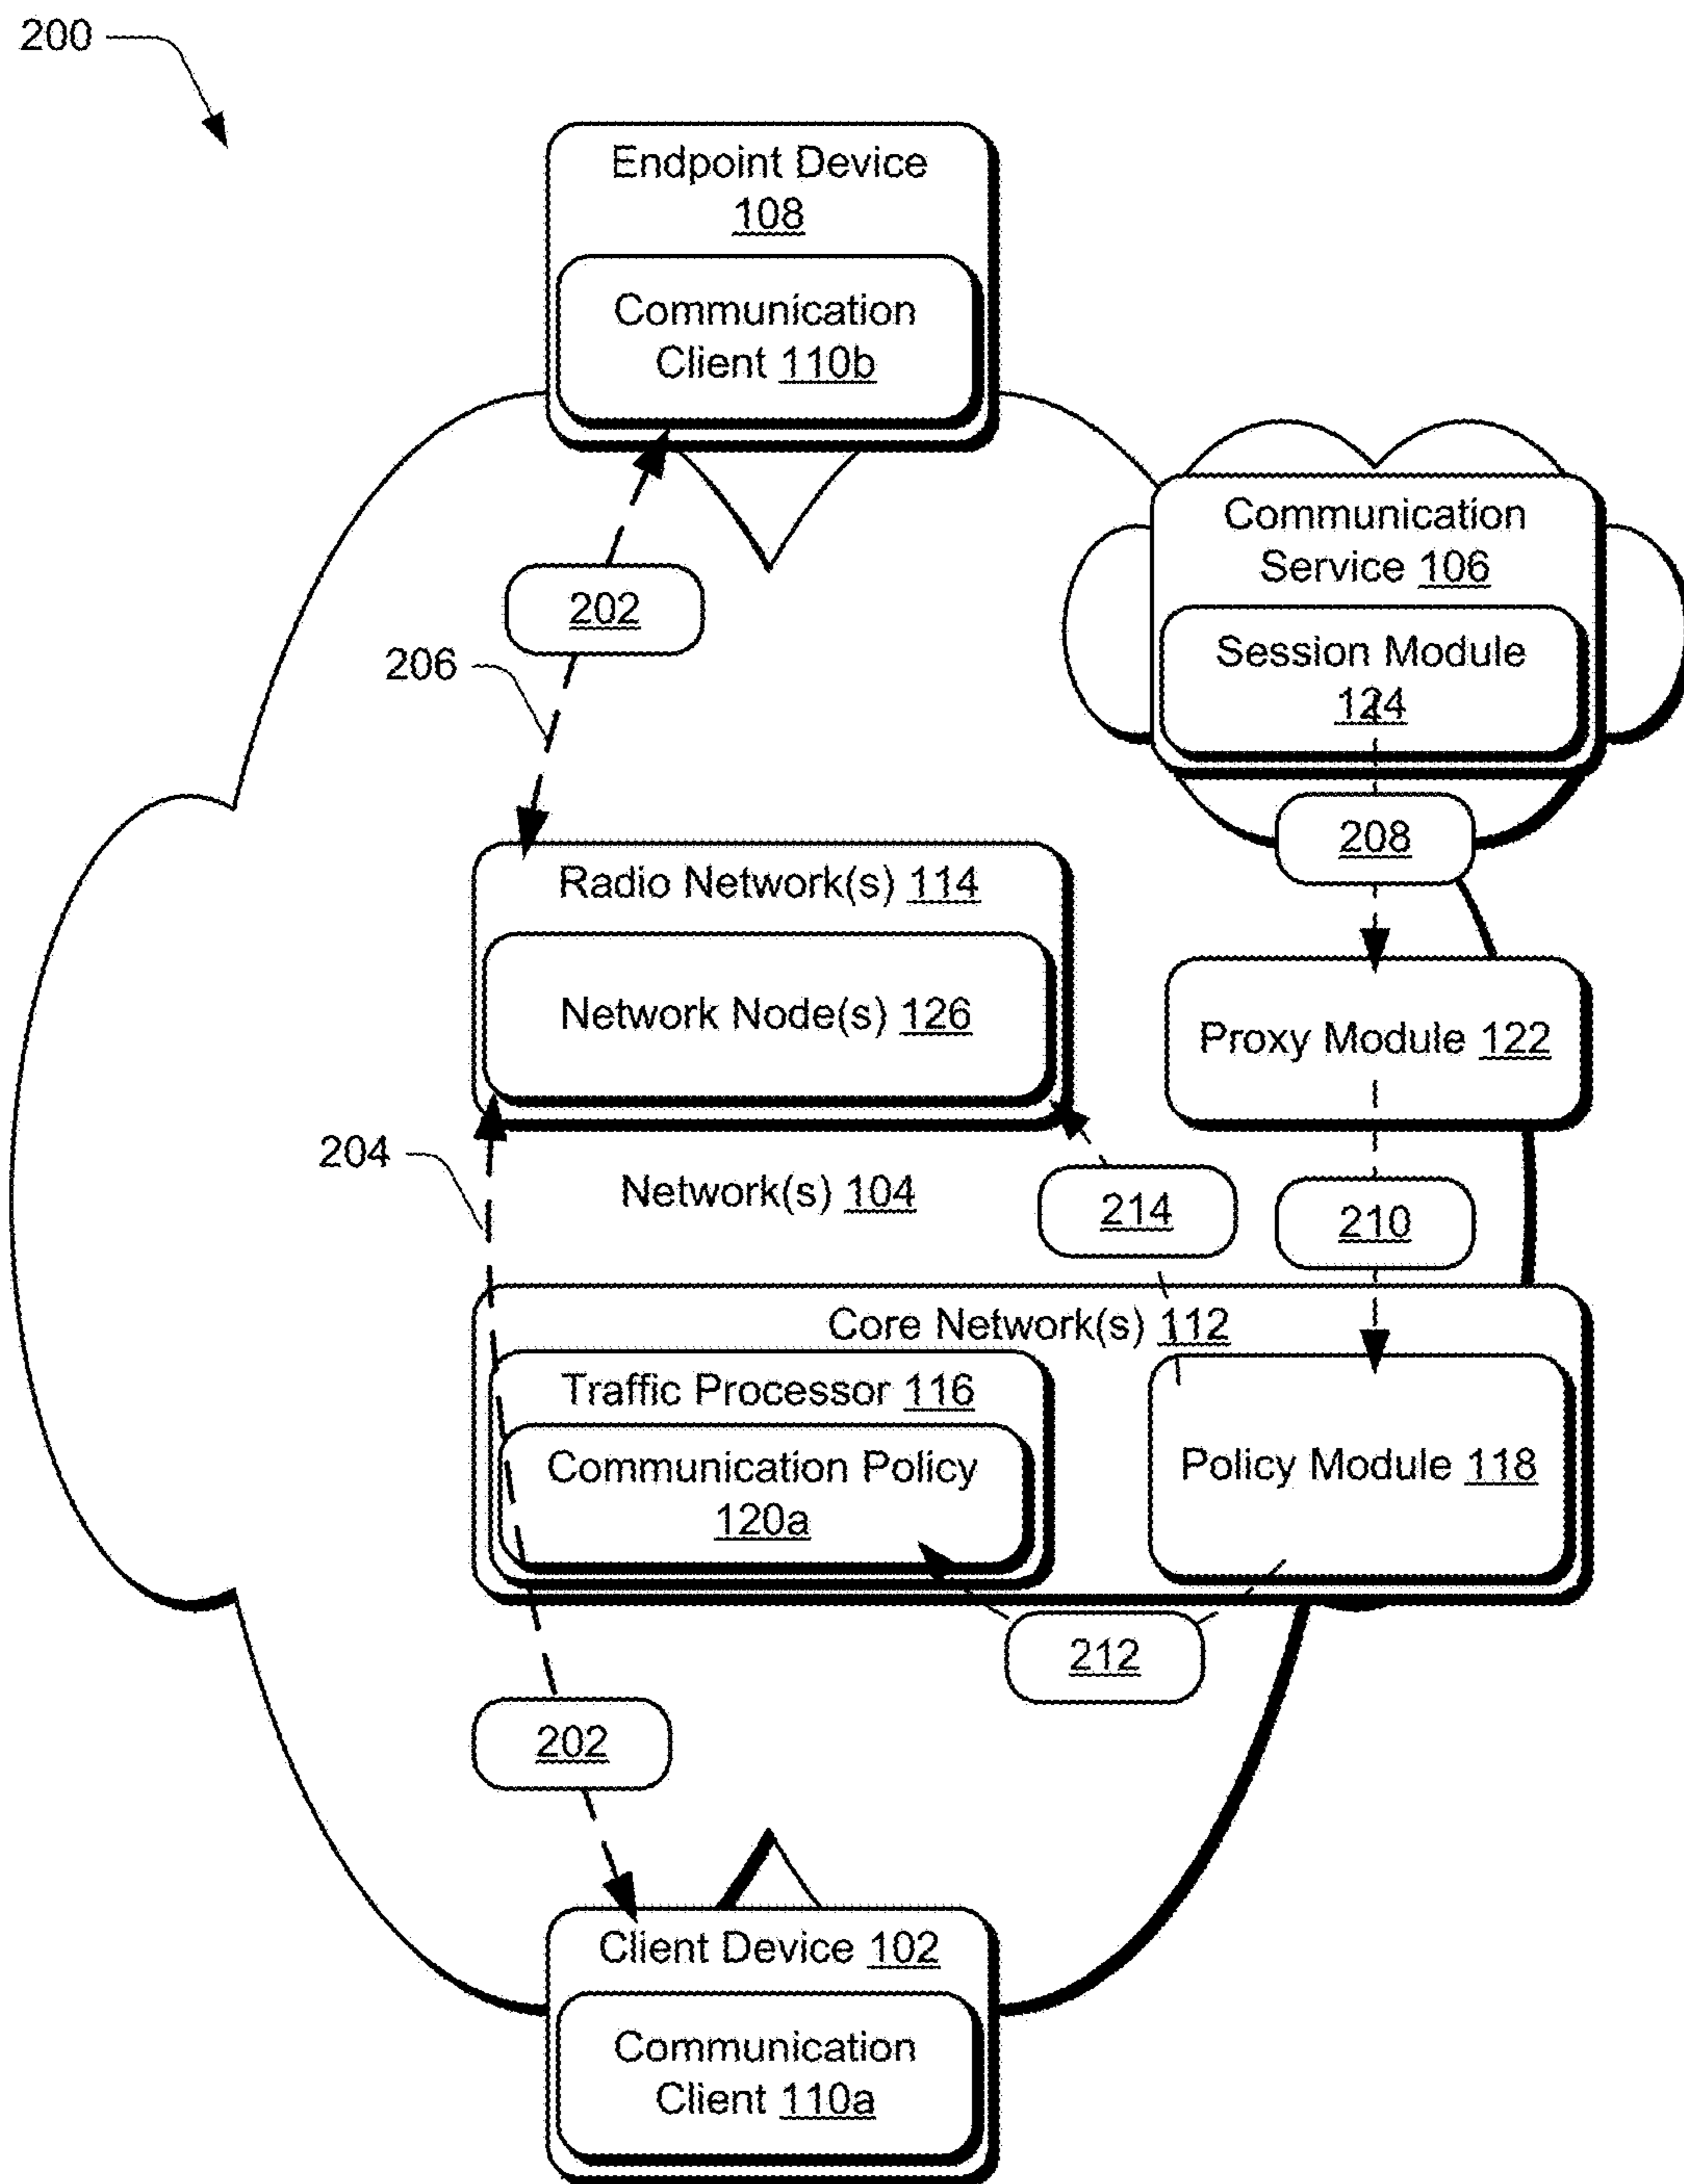 200
Endpoint Device
108
Communication
Client 110b
Communication
Service 106
202
206
Session Module
124
208
Radio Network(s) 114
Network Node(s) 126
Proxy Module 122
204
Network(s) 104
214
210
Core Network(s) 112
Traffic Processor 116
Communication Policy
120a
Policy Module 118
212
202
Client Device 102
Communication
Client 110a